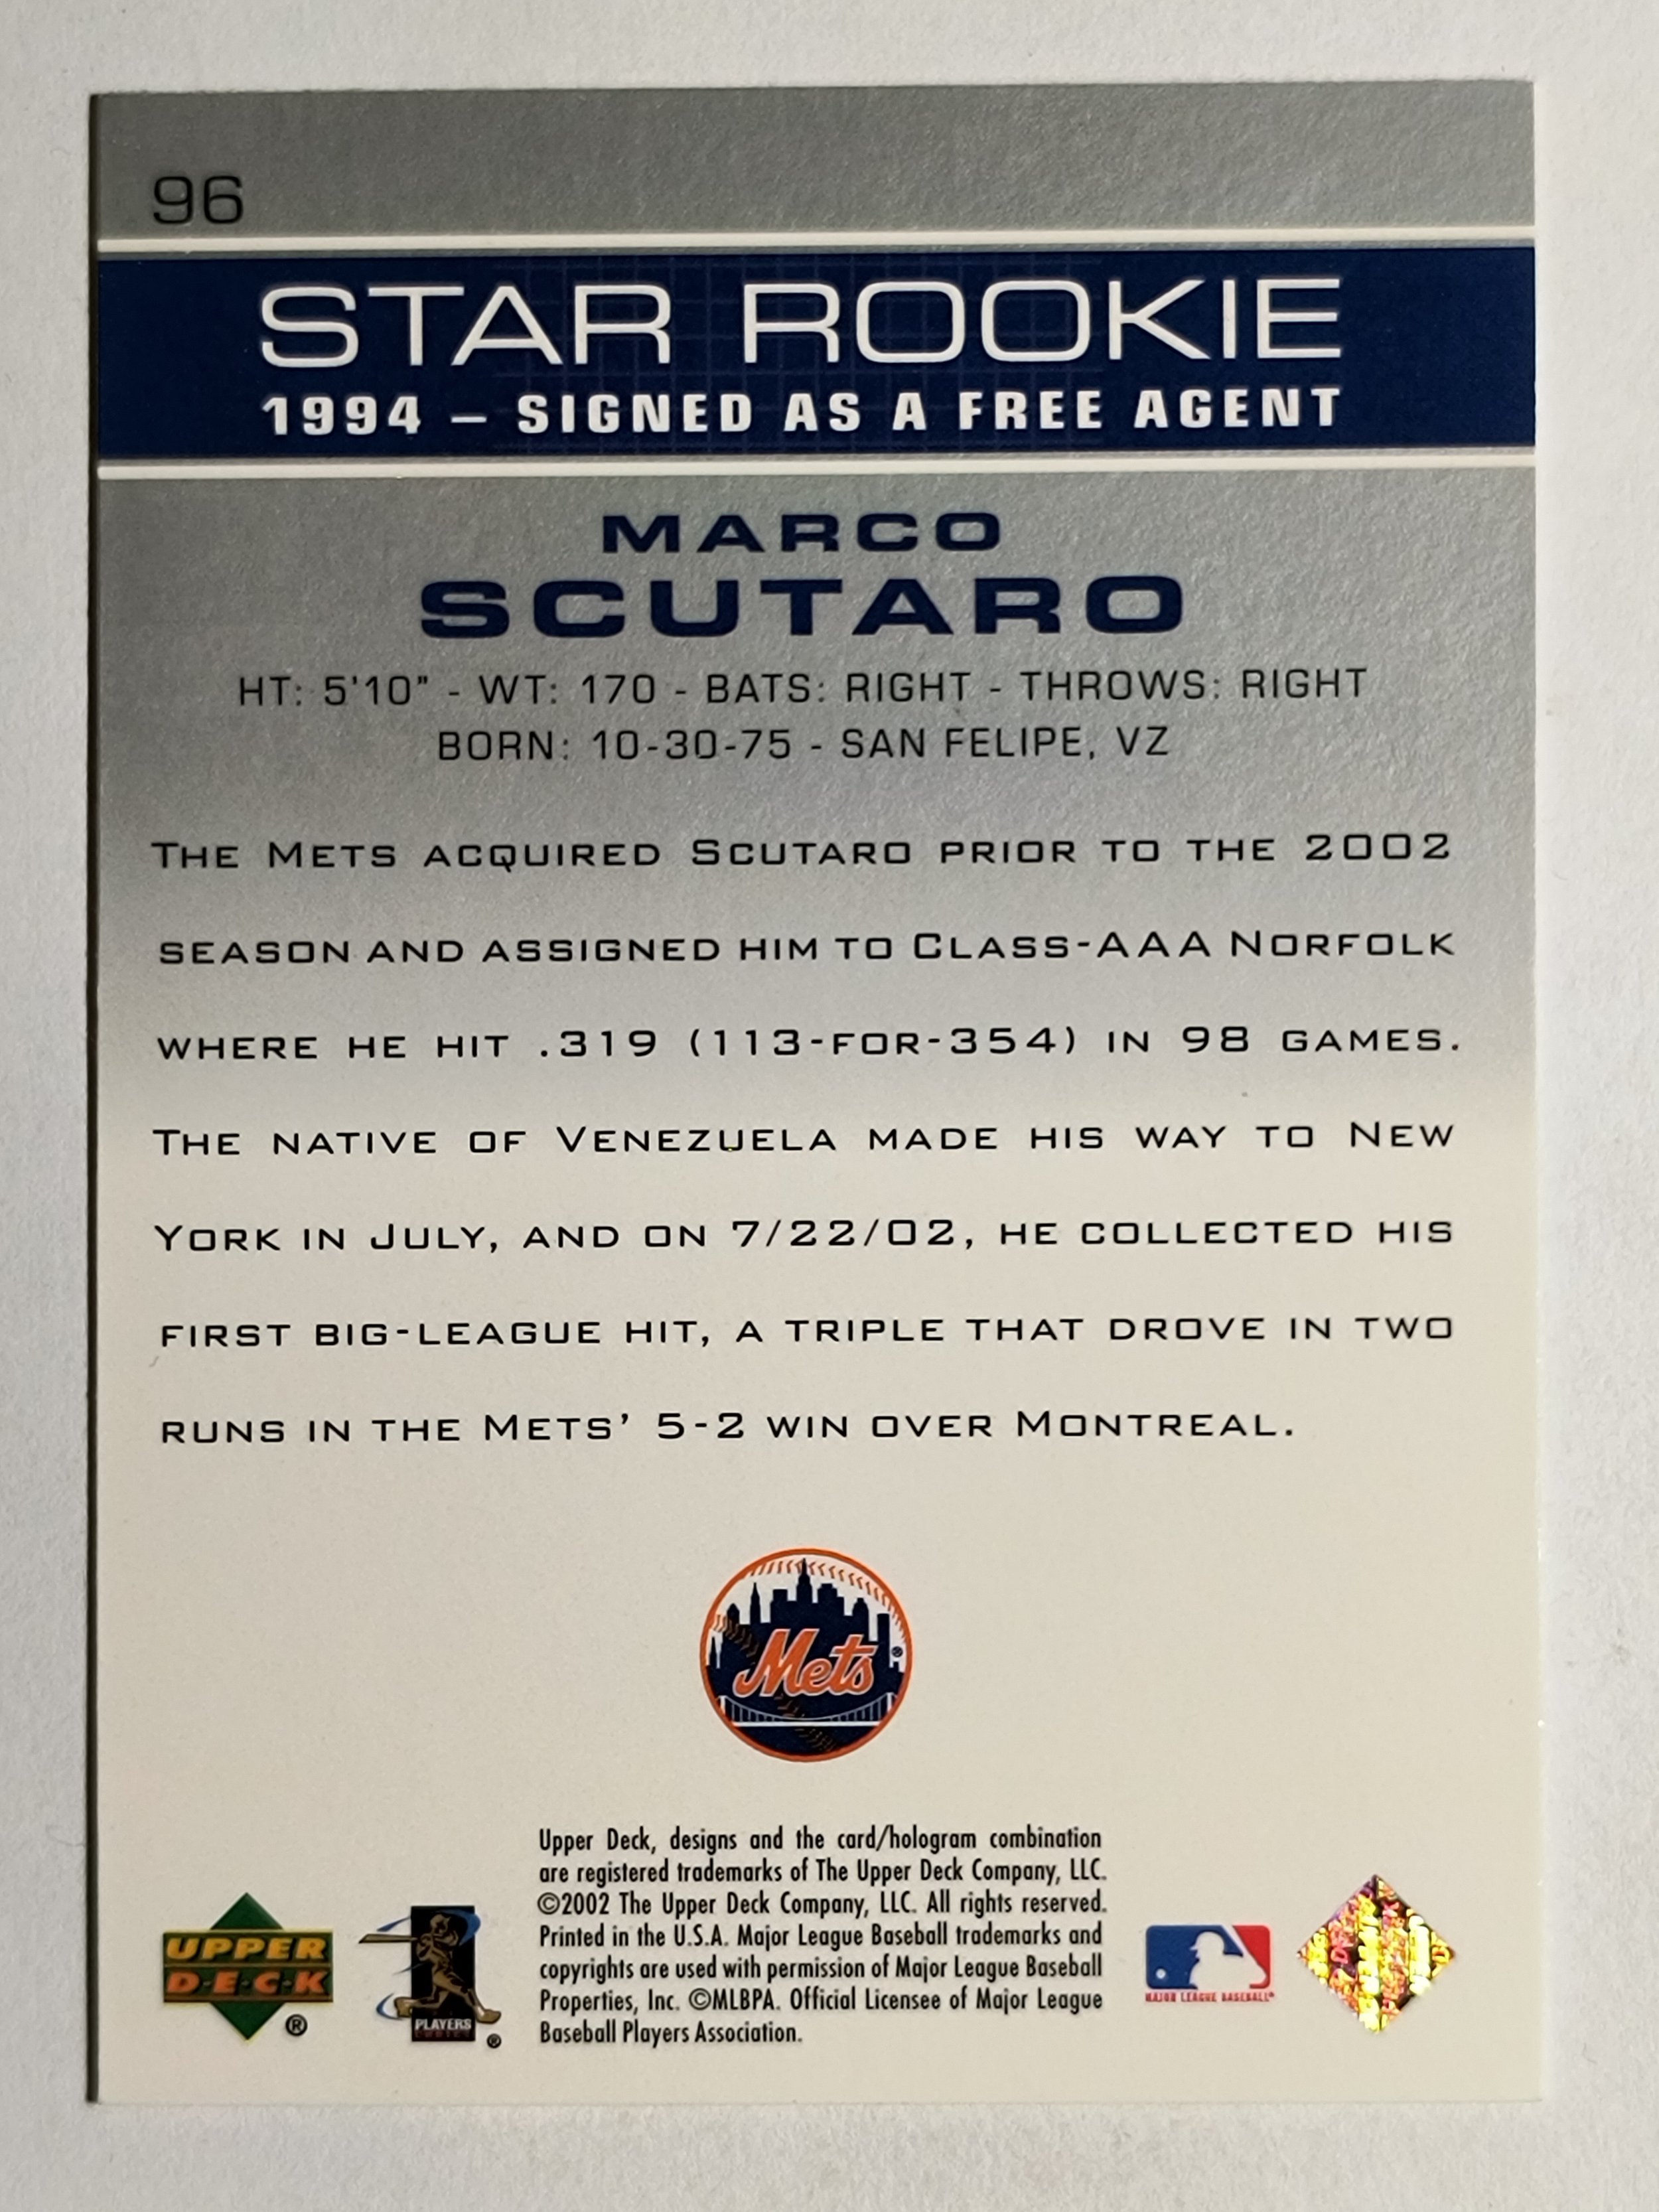 96
STAR ROOKIE
1994 – SIGNED AS A FREE AGENT
MARCO
SCUTARO
HT: 5'10" - WT: 170 - BATS: RIGHT - THROWS: RIGHT
BORN: 10-30-75 - SAN FELIPE, VZ
THE METS ACQUIRED SCUTARO PRIOR TO THE 2002
SEASON AND ASSIGNED HIM TO CLASS-AAA NORFOLK
WHERE HE HIT .319 (113-FOR-354) IN 98 GAMES.
THE NATIVE OF VENEZUELA MADE HIS WAY TO NEW
YORK IN JULY, AND ON 7/22/02, HE COLLECTED HIS
FIRST BIG-LEAGUE HIT, A TRIPLE THAT DROVE IN TWO
RUNS IN THE METS' 5-2 WIN OVER MONTREAL.
Mets ®
Upper Deck, designs and the card/hologram combination
are registered trademarks of The Upper Deck Company, LLC.
©2002 The Upper Deck Company, LLC. All rights reserved.
Printed in the U.S.A. Major League Baseball trademarks and
copyrights are used with permission of Major League Baseball
Properties, Inc. ©MLBPA. Official Licensee of Major League
Baseball Players Association.
UPPER
D·E·C·K
®
PLAYERS
CHOICE
®
MAJOR LEAGUE BASEBALL®